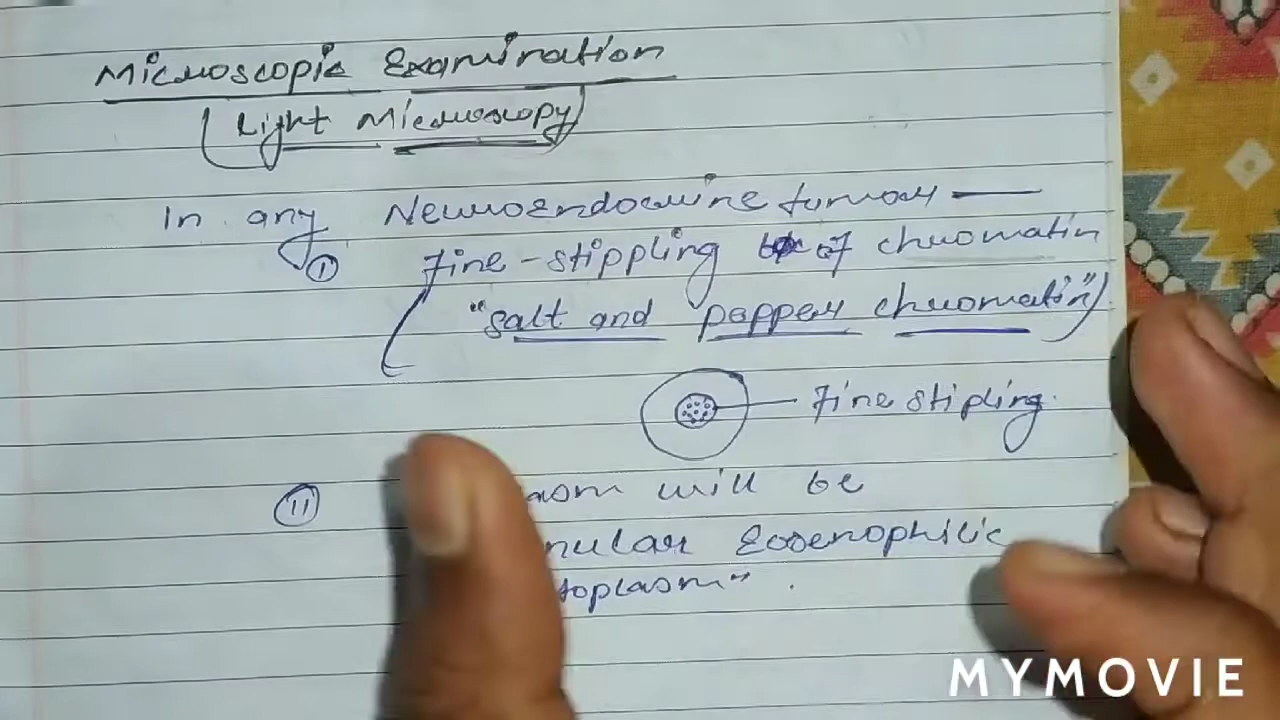 Microscopic Examination
(Light Microscopy)
In any Neuroendocrine tumour —
(i) Fine-stippling of chromatin
("salt and pepper chromatin")
Fine stipling.
(ii) will be
Eosenophilic
".
MYMOVIE